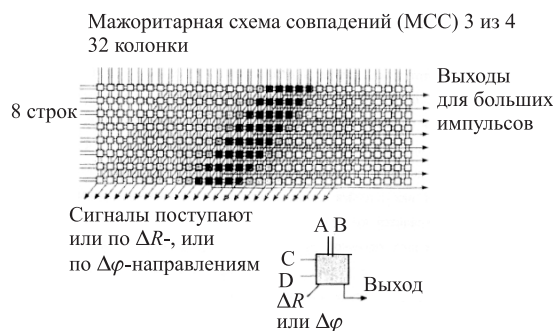 Мажоритарная схема совпадений (МСС) 3 из 4
32 колонки
8 строк
Выходы
для больших
импульсов
Сигналы поступают
или по ΔR-, или
по Δφ-направлениям
A B
C
D
Выход
ΔR
или Δφ